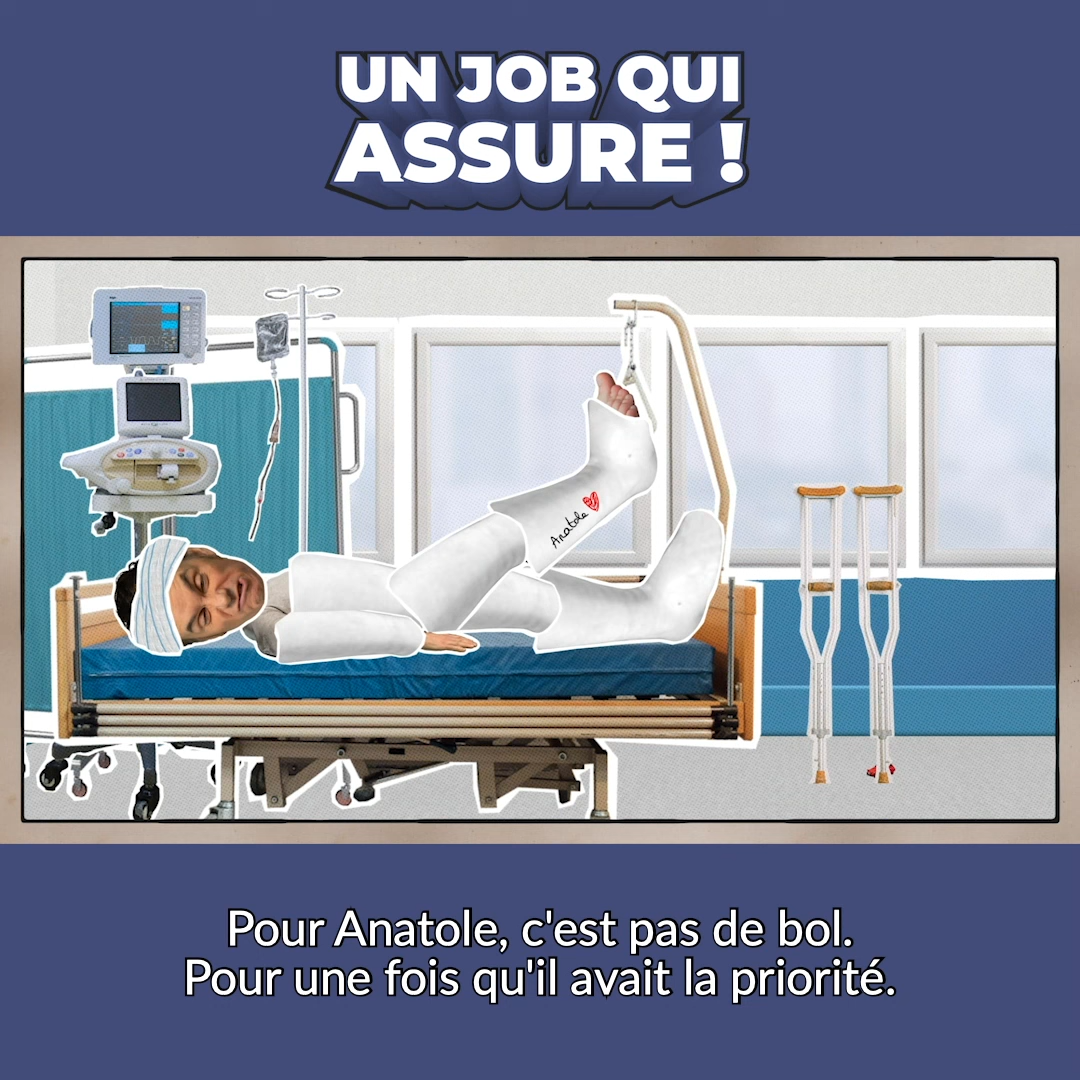 UN JOB QUI
ASSURE !
Anatole
Pour Anatole, c'est pas de bol.
Pour une fois qu'il avait la priorité.